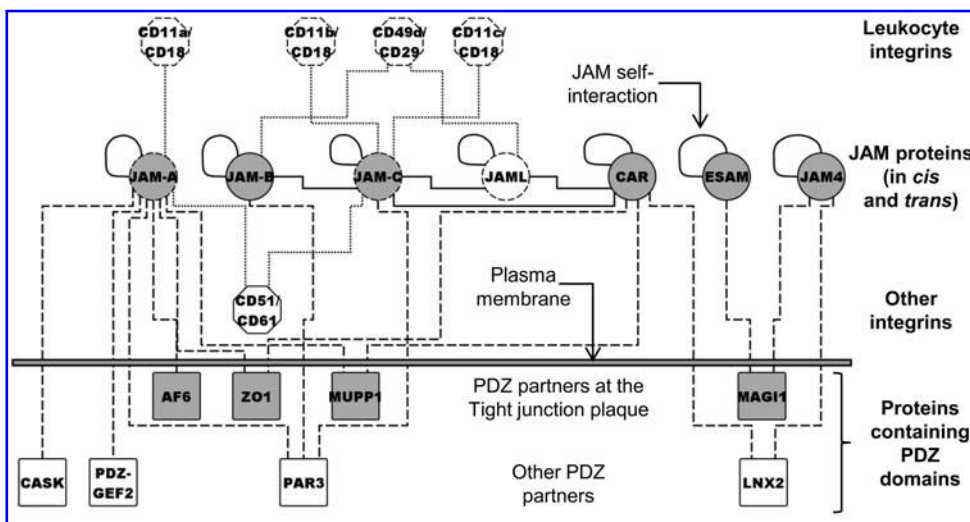 CD11a/
CD18
CD11b/
CD18
CD49d/
CD29
CD11c/
CD18
Leukocyte
integrins
JAM self-
interaction
JAM-A
JAM-B
JAM-C
JAML
CAR
ESAM
JAM4
JAM proteins
(in cis
and trans)
CD51/
CD61
Plasma
membrane
Other
integrins
AF6
ZO1
MUPP1
PDZ partners at the
Tight junction plaque
MAGI1
Proteins
containing
PDZ
domains
CASK
PDZ-
GEF2
PAR3
Other PDZ
partners
LNX2